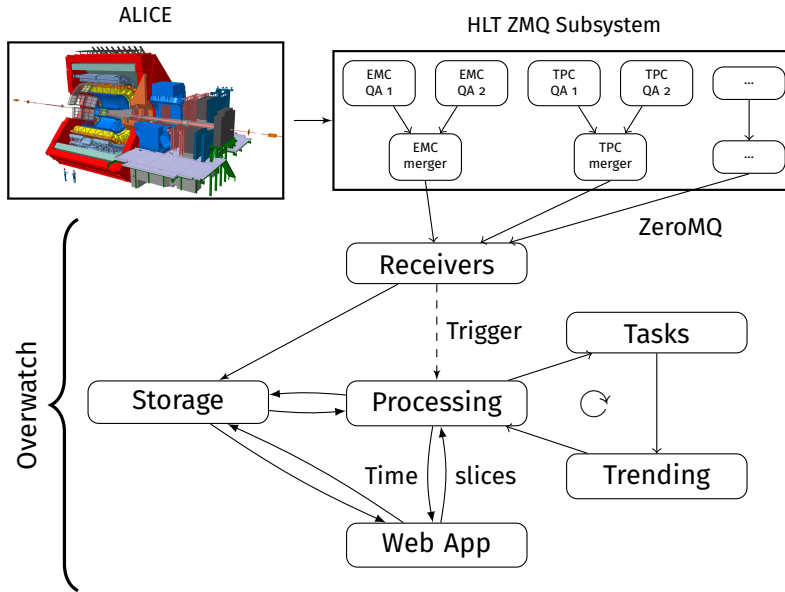 ALICE
HLT ZMQ Subsystem
EMC
QA 1
EMC
QA 2
TPC
QA 1
TPC
QA 2
...
EMC
merger
TPC
merger
...
ZeroMQ
Receivers
Trigger
Tasks
Storage
Processing
Overwatch
Time slices
Trending
Web App